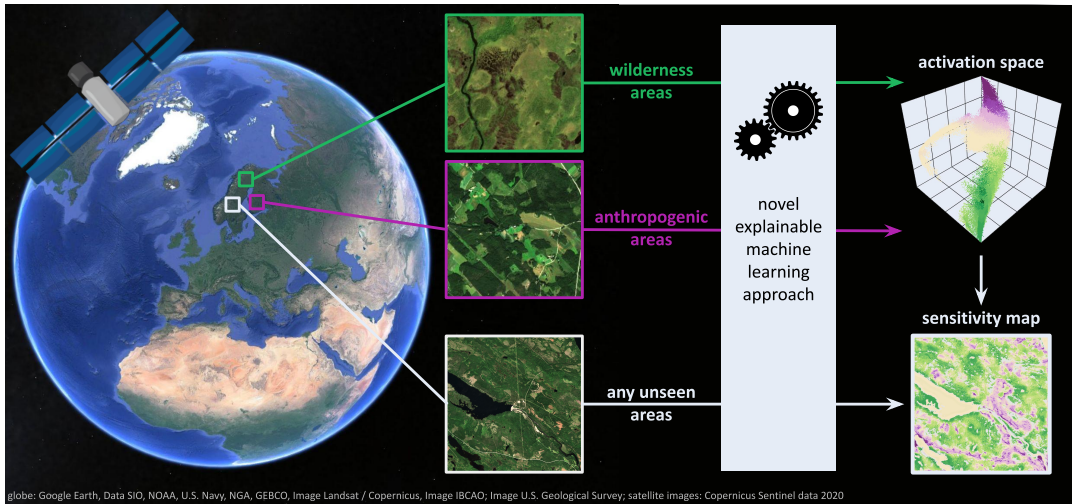 wilderness
areas
activation space
anthropogenic
areas
novel
explainable
machine
learning
approach
sensitivity map
any unseen
areas
globe: Google Earth, Data SIO, NOAA, U.S. Navy, NGA, GEBCO, Image Landsat / Copernicus, Image IBCAO; Image U.S. Geological Survey; satellite images: Copernicus Sentinel data 2020